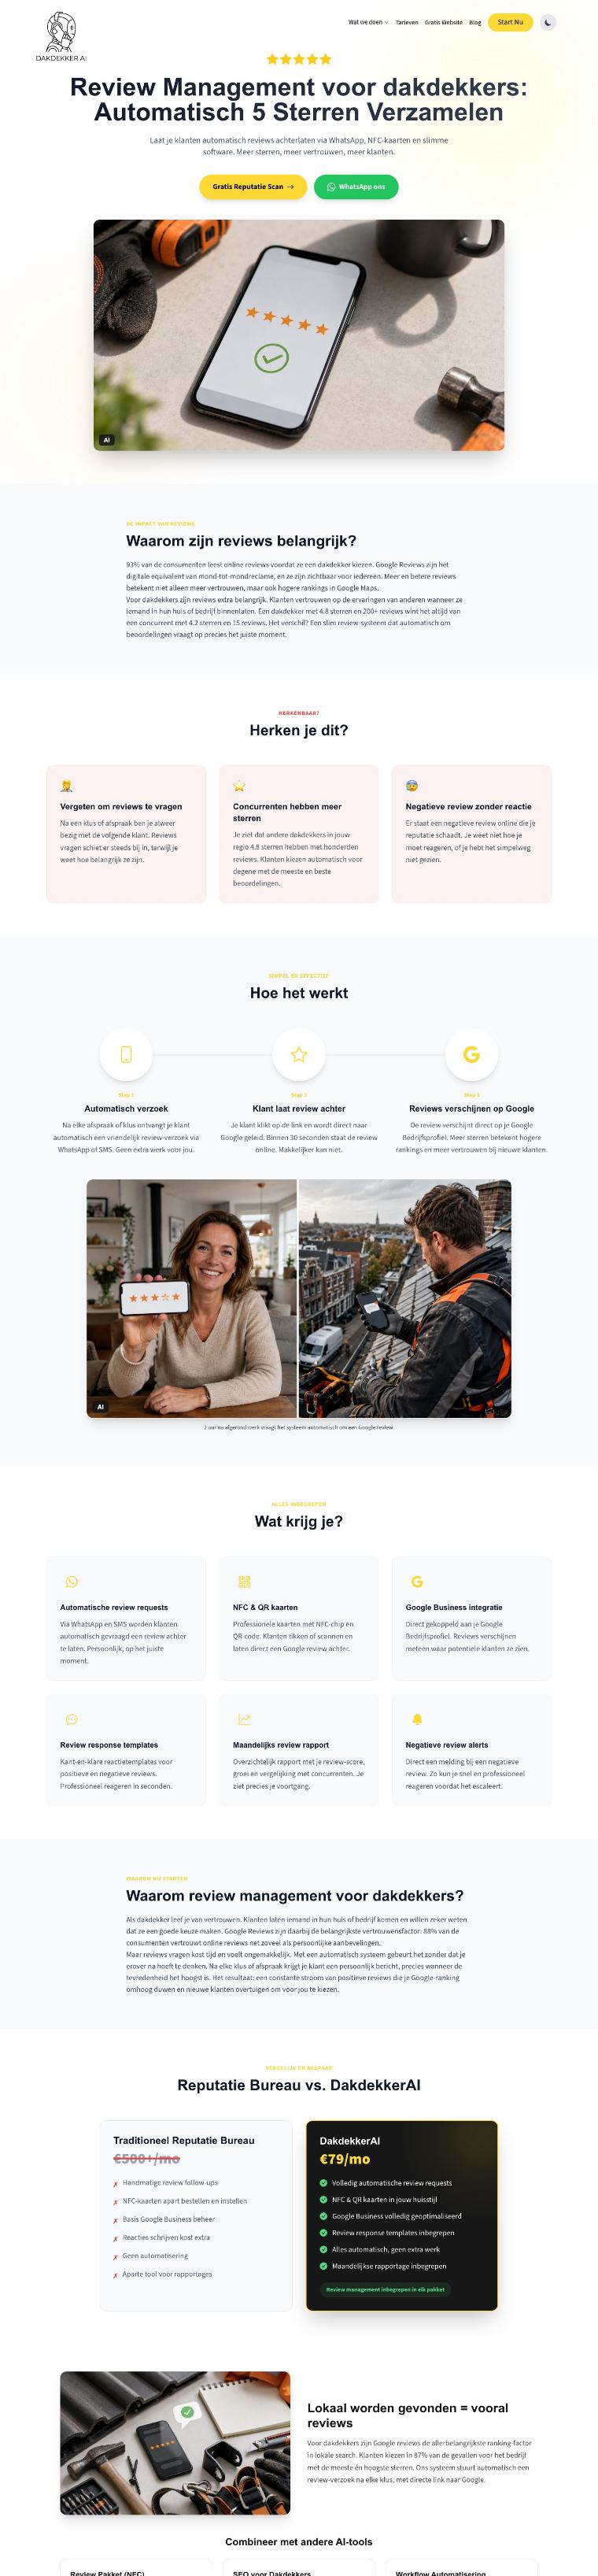 DAKDEKKER AI
Wat we doen
Tarieven
Gratis Website
Blog
Start Nu
Review Management voor dakdekkers:
Automatisch 5 Sterren Verzamelen
Laat je klanten automatisch reviews achterlaten via WhatsApp, NFC-kaarten en slimme
software. Meer sterren, meer vertrouwen, meer klanten.
Gratis Reputatie Scan →
WhatsApp ons
AI
DE IMPACT VAN REVIEWS
Waarom zijn reviews belangrijk?
93% van de consumenten leest online reviews voordat ze een dakdekker kiezen. Google Reviews zijn het
digitale equivalent van mond-tot-mondreclame, en ze zijn zichtbaar voor iedereen. Meer en betere reviews
betekent niet alleen meer vertrouwen, maar ook hogere rankings in Google Maps.
Voor dakdekkers zijn reviews extra belangrijk. Klanten vertrouwen op de ervaringen van anderen wanneer ze
iemand in hun huis of bedrijf binnenlaten. Een dakdekker met 4.8 sterren en 200+ reviews wint het altijd van
een concurrent met 4.2 sterren en 15 reviews. Het verschil? Een slim review-systeem dat automatisch om
beoordelingen vraagt op precies het juiste moment.
HERKENBAAR?
Herken je dit?
Vergeten om reviews te vragen
Na een klus of afspraak ben je alweer
bezig met de volgende klant. Reviews
vragen schiet er steeds bij in, terwijl je
weet hoe belangrijk ze zijn.
Concurrenten hebben meer
sterren
Je ziet dat andere dakdekkers in jouw
regio 4.8 sterren hebben met honderden
reviews. Klanten kiezen automatisch voor
degene met de meeste en beste
beoordelingen.
Negatieve review zonder reactie
Er staat een negatieve review online die je
reputatie schaadt. Je weet niet hoe je
moet reageren, of je hebt het simpelweg
niet gezien.
SIMPEL EN EFFECTIEF
Hoe het werkt
Stap 1
Automatisch verzoek
Na elke afspraak of klus ontvangt je klant
automatisch een vriendelijk review-verzoek via
WhatsApp of SMS. Geen extra werk voor jou.
Stap 2
Klant laat review achter
Je klant klikt op de link en wordt direct naar
Google geleid. Binnen 30 seconden staat de review
online. Makkelijker kan niet.
Stap 3
Reviews verschijnen op Google
De review verschijnt direct op je Google
Bedrijfsprofiel. Meer sterren betekent hogere
rankings en meer vertrouwen bij nieuwe klanten.
AI
2 uur na afgerond werk vraagt het systeem automatisch om een Google review
ALLES INBEGREPEN
Wat krijg je?
Automatische review requests
Via WhatsApp en SMS worden klanten
automatisch gevraagd een review achter
te laten. Persoonlijk, op het juiste
moment.
NFC & QR kaarten
Professionele kaarten met NFC-chip en
QR-code. Klanten tikken of scannen en
laten direct een Google review achter.
Google Business integratie
Direct gekoppeld aan je Google
Bedrijfsprofiel. Reviews verschijnen
meteen waar potentiele klanten ze zien.
Review response templates
Kant-en-klare reactietemplates voor
positieve en negatieve reviews.
Professioneel reageren in seconden.
Maandelijks review rapport
Overzichtelijk rapport met je review-score,
groei en vergelijking met concurrenten. Je
ziet precies je voortgang.
Negatieve review alerts
Direct een melding bij een negatieve
review. Zo kun je snel en professioneel
reageren voordat het escaleert.
WAAROM NU STARTEN
Waarom review management voor dakdekkers?
Als dakdekker leef je van vertrouwen. Klanten laten iemand in hun huis of bedrijf komen en willen zeker weten
dat ze een goede keuze maken. Google Reviews zijn daarbij de belangrijkste vertrouwensfactor: 88% van de
consumenten vertrouwt online reviews net zoveel als persoonlijke aanbevelingen.
Maar reviews vragen kost tijd en voelt ongemakkelijk. Met een automatisch systeem gebeurt het zonder dat je
erover na hoeft te denken. Na elke klus of afspraak krijgt je klant een persoonlijk bericht, precies wanneer de
tevredenheid het hoogst is. Het resultaat: een constante stroom van positieve reviews die je Google-ranking
omhoog duwen en nieuwe klanten overtuigen om voor jou te kiezen.
VERGELIJK EN BESPAAR
Reputatie Bureau vs. DakdekkerAI
Traditioneel Reputatie Bureau
€500+/mo
Handmatige review follow-ups
NFC-kaarten apart bestellen en instellen
Basis Google Business beheer
Reacties schrijven kost extra
Geen automatisering
Aparte tool voor rapportages
DakdekkerAI
€79/mo
Volledig automatische review requests
NFC & QR kaarten in jouw huisstijl
Google Business volledig geoptimaliseerd
Review response templates inbegrepen
Alles automatisch, geen extra werk
Maandelijkse rapportage inbegrepen
Review management inbegrepen in elk pakket
Lokaal worden gevonden = vooral
reviews
Voor dakdekkers zijn Google reviews de allerbelangrijkste ranking-factor
in lokale search. Klanten kiezen in 87% van de gevallen voor het bedrijf
met de meeste én hoogste sterren. Ons systeem stuurt automatisch een
review-verzoek na elke klus, met directe link naar Google.
Combineer met andere AI-tools
Review Pakket (NFC)
SEO voor Dakdekkers
Workflow Automatisering